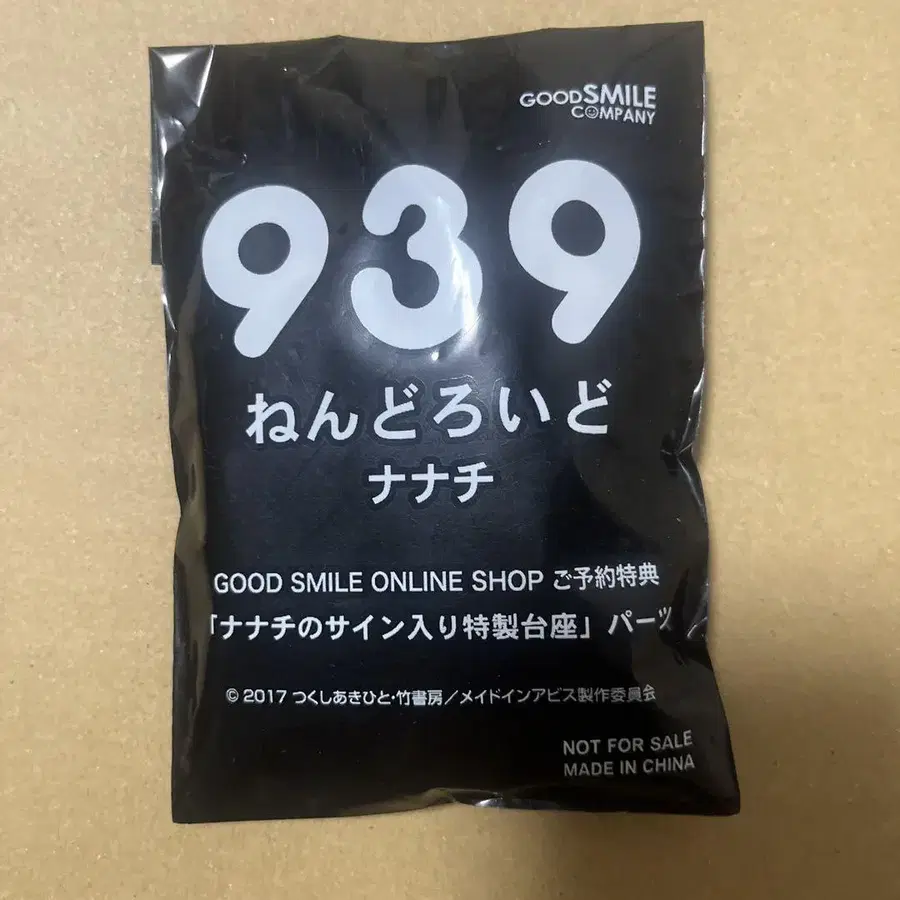 GOOD SMILE
COMPANY
939
ねんどろいど
ナナチ
GOOD SMILE ONLINE SHOP ご予約特典
「ナナチのサイン入り特製台座」パーツ
© 2017 つくしあきひと・竹書房／メイドインアビス製作委員会
NOT FOR SALE
MADE IN CHINA